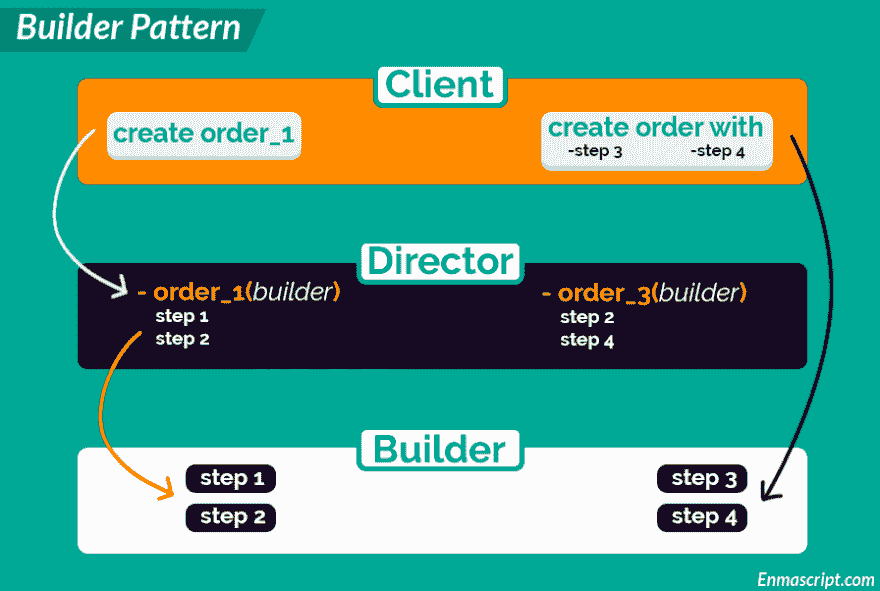 Builder Pattern
Client
create order_1
create order with
-step 3 -step 4
Director
- order_1(builder)
step 1
step 2
- order_3(builder)
step 2
step 4
Builder
step 1
step 2
step 3
step 4
Enmascript.com